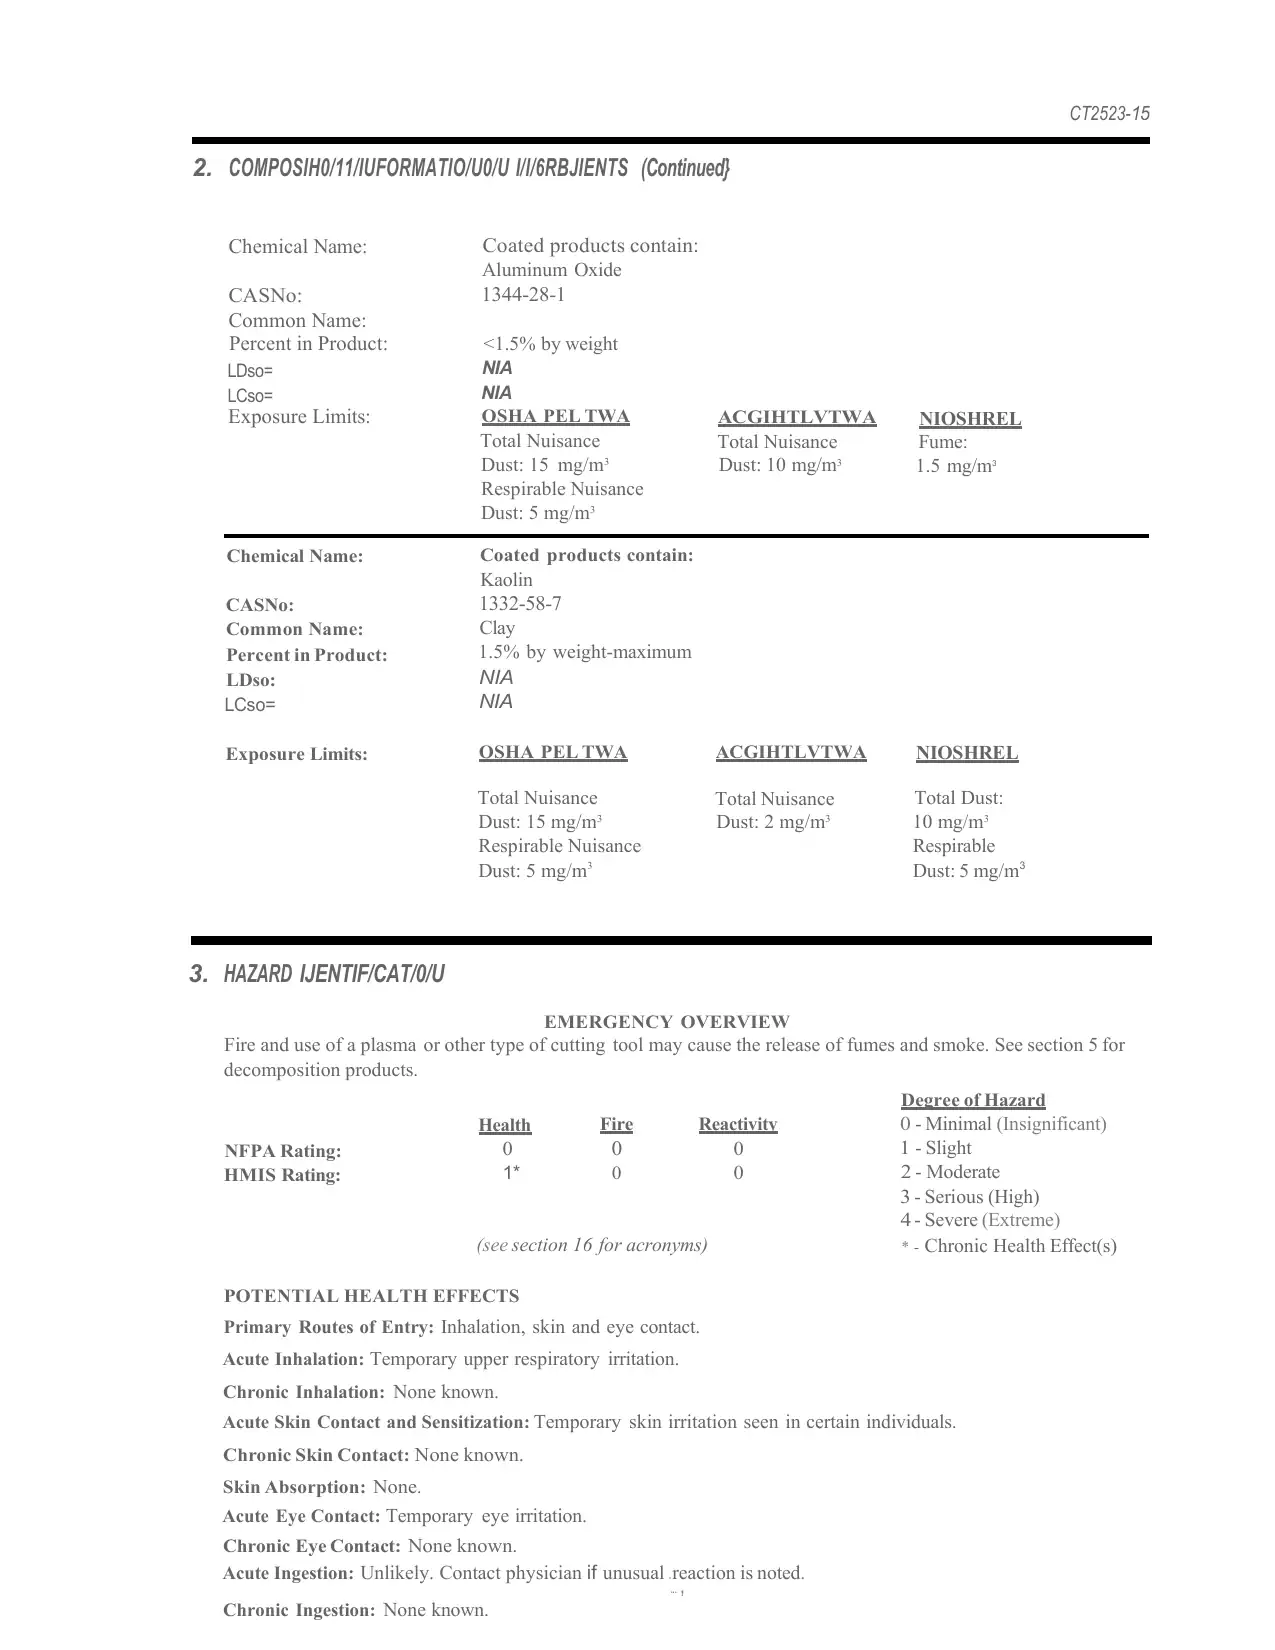 CT2523-15
2. COMPOSIH0/11/IUFORMATIO/U0/U I/I/6RBJIENTS (Continued}
Chemical Name: Coated products contain:
Aluminum Oxide
CASNo: 1344-28-1
Common Name:
Percent in Product: <1.5% by weight
LDso= NIA
LCso= NIA
Exposure Limits: OSHA PEL TWA ACGIHTLVTWA NIOSHREL
Total Nuisance Total Nuisance Fume:
Dust: 15 mg/m³ Dust: 10 mg/m³ 1.5 mg/m³
Respirable Nuisance
Dust: 5 mg/m³
Chemical Name: Coated products contain:
Kaolin
CASNo: 1332-58-7
Common Name: Clay
Percent in Product: 1.5% by weight-maximum
LDso: NIA
LCso= NIA
Exposure Limits: OSHA PEL TWA ACGIHTLVTWA NIOSHREL
Total Nuisance Total Nuisance Total Dust:
Dust: 15 mg/m³ Dust: 2 mg/m³ 10 mg/m³
Respirable Nuisance Respirable
Dust: 5 mg/m³ Dust: 5 mg/m³
3. HAZARD IJENTIF/CAT/0/U
EMERGENCY OVERVIEW
Fire and use of a plasma or other type of cutting tool may cause the release of fumes and smoke. See section 5 for
decomposition products.
Degree of Hazard
Health Fire Reactivity 0 - Minimal (Insignificant)
NFPA Rating: 0 0 0 1 - Slight
HMIS Rating: 1* 0 0 2 - Moderate
3 - Serious (High)
4 - Severe (Extreme)
(see section 16 for acronyms) * - Chronic Health Effect(s)
POTENTIAL HEALTH EFFECTS
Primary Routes of Entry: Inhalation, skin and eye contact.
Acute Inhalation: Temporary upper respiratory irritation.
Chronic Inhalation: None known.
Acute Skin Contact and Sensitization: Temporary skin irritation seen in certain individuals.
Chronic Skin Contact: None known.
Skin Absorption: None.
Acute Eye Contact: Temporary eye irritation.
Chronic Eye Contact: None known.
Acute Ingestion: Unlikely. Contact physician if unusual reaction is noted.
Chronic Ingestion: None known.